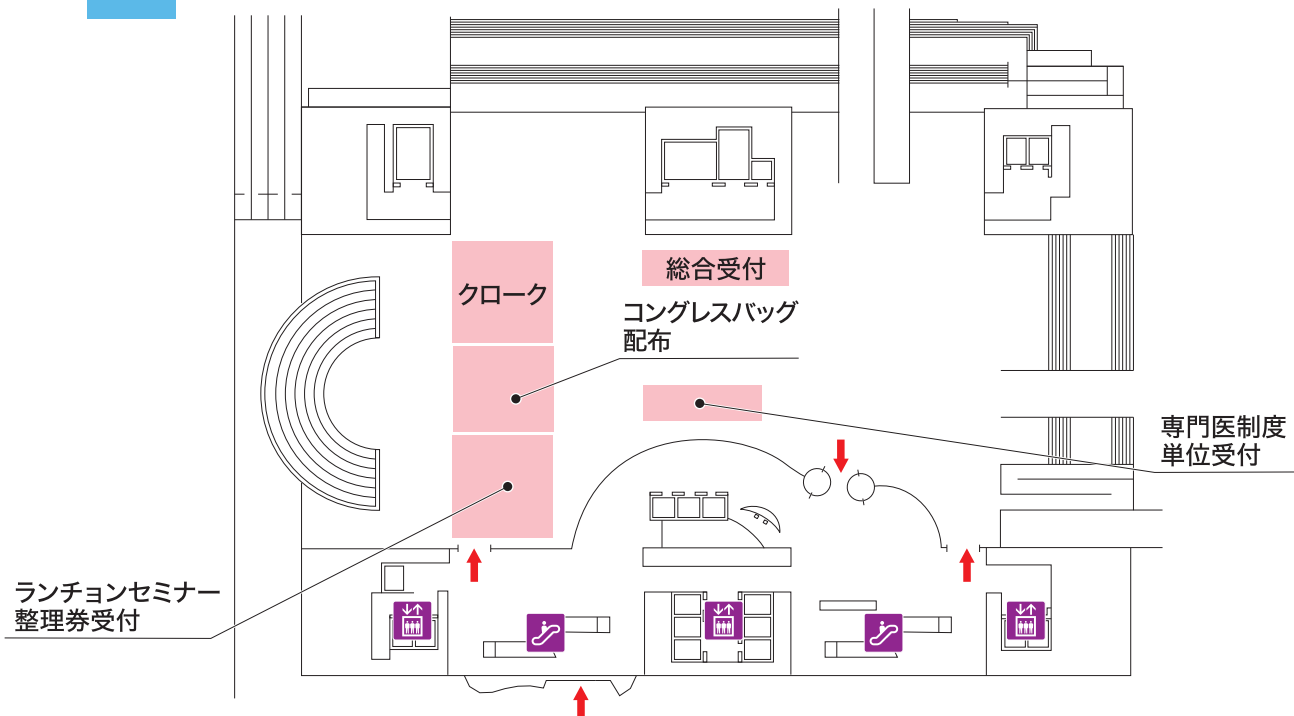 総合受付
クローク
コングレスバッグ
配布
専門医制度
単位受付
ランチョンセミナー
整理券受付